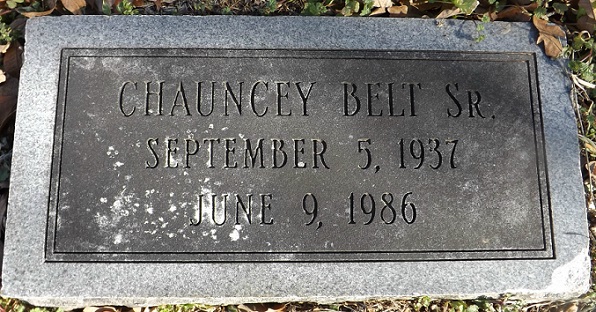 CHAUNCEY BELT SR.
SEPTEMBER 5, 1937
JUNE 9, 1986